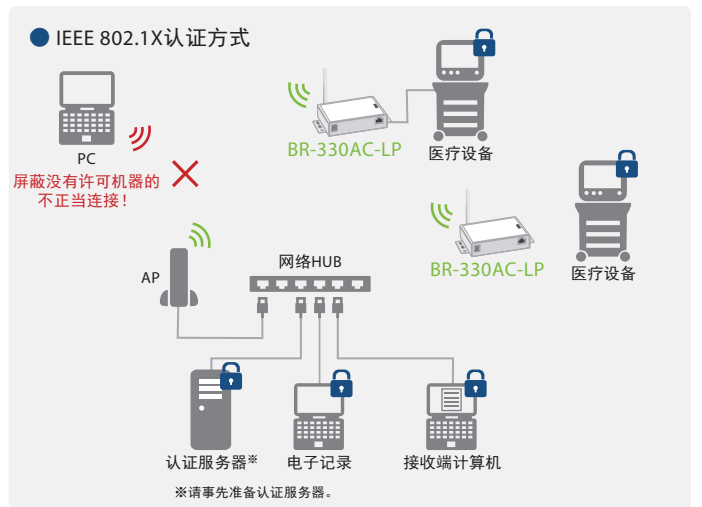 IEEE 802.1X认证方式
PC
屏蔽没有许可机器的
不正当连接！
BR-330AC-LP
医疗设备
BR-330AC-LP
医疗设备
AP
网络HUB
认证服务器※
电子记录
接收端计算机
※请事先准备认证服务器。